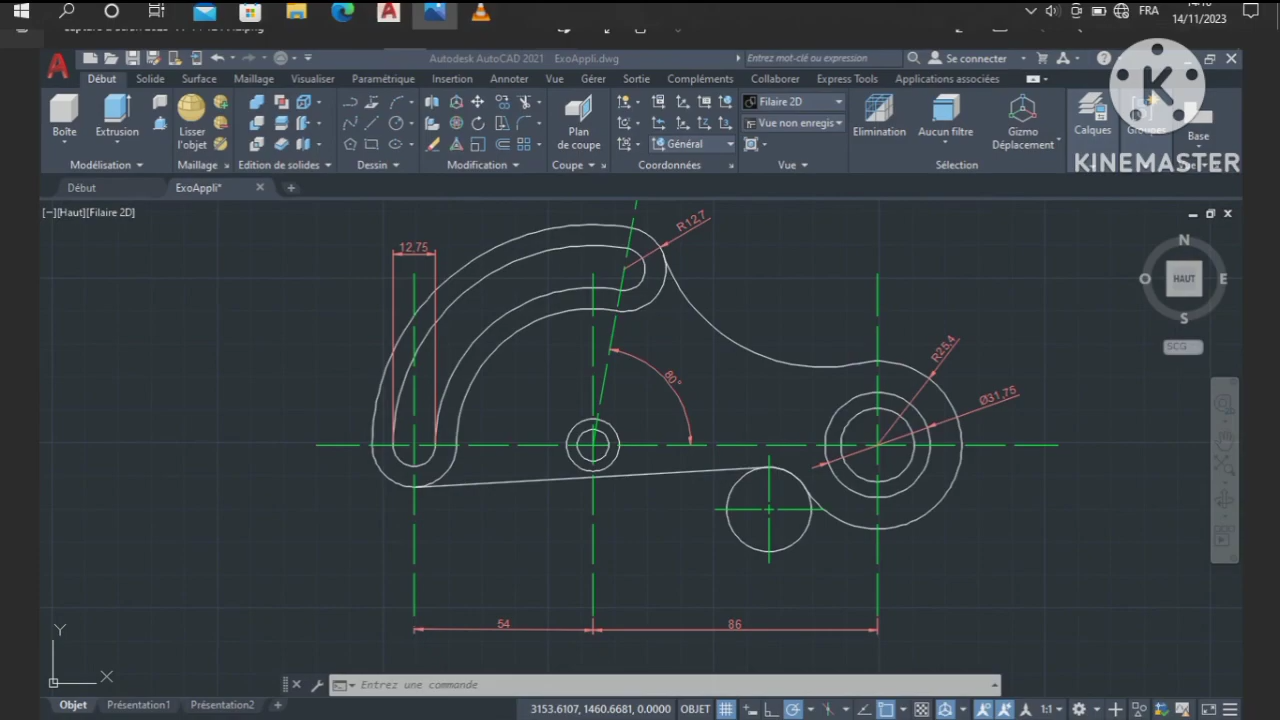 14:10
FRA
14/11/2023
Autodesk AutoCAD 2021 ExoAppli.dwg
Entrez mot-clé ou expression
Se connecter
Début Solide Surface Maillage Visualiser Paramétrique Insertion Annoter Vue Gérer Sortie Compléments Collaborer Express Tools Applications associées
Filaire 2D
Vue non enregis
Boîte Extrusion Lisser l'objet
Plan de coupe
Général
Elimination Aucun filtre Gizmo Déplacement
Calques Groupes Base
KINEMASTER
Modélisation Maillage Edition de solides Dessin Modification Coupe Coordonnées Vue Sélection
Début ExoAppli*
[−][Haut][Filaire 2D]
N
O HAUT E
S
SCG
R12,7
12,75
80°
R25,4
Ø31,75
54 86
Y
X
Entrez une commande
Objet Présentation1 Présentation2
3153.6107, 1460.6681, 0.0000 OBJET
1:1